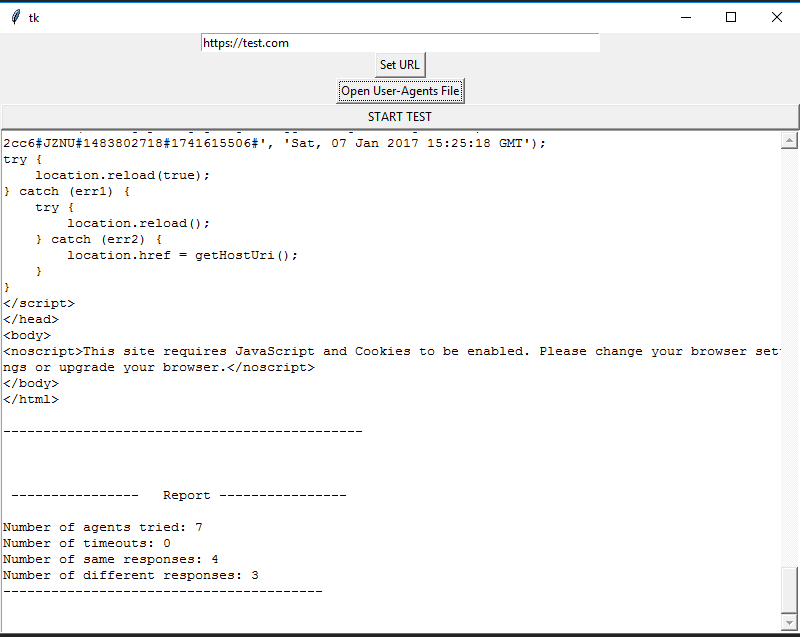 tk
https://test.com
Set URL
Open User-Agents File
START TEST
2cc6#JZNU#1483802718#1741615506#', 'Sat, 07 Jan 2017 15:25:18 GMT');
try {
    location.reload(true);
} catch (err1) {
    try {
        location.reload();
    } catch (err2) {
        location.href = getHostUri();
    }
}
</script>
</head>
<body>
<noscript>This site requires JavaScript and Cookies to be enabled. Please change your browser set
ngs or upgrade your browser.</noscript>
</body>
</html>
---------------------------------------------
----------------   Report ----------------
Number of agents tried: 7
Number of timeouts: 0
Number of same responses: 4
Number of different responses: 3
----------------------------------------